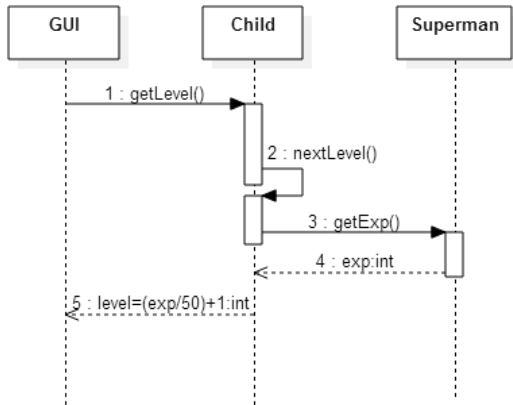 GUI
Child
Superman
1 : getLevel()
2 : nextLevel()
3 : getExp()
4 : exp:int
5 : level=(exp/50)+1:int